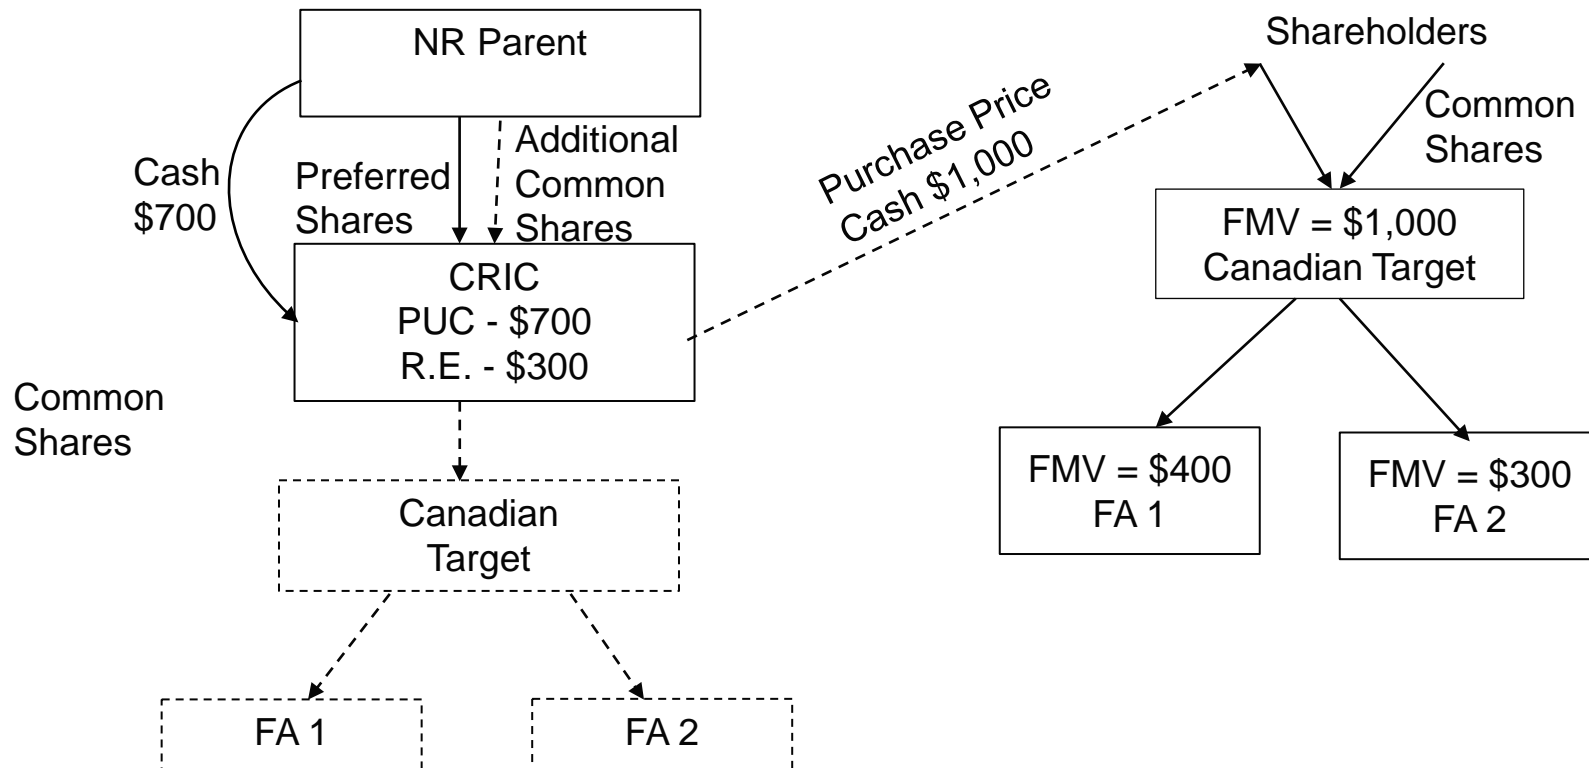 NR Parent
Shareholders
Cash
$700
Preferred
Shares
Additional
Common
Shares
Purchase Price
Cash $1,000
Common
Shares
CRIC
PUC - $700
R.E. - $300
FMV = $1,000
Canadian Target
Common
Shares
FMV = $400
FA 1
FMV = $300
FA 2
Canadian
Target
FA 1
FA 2